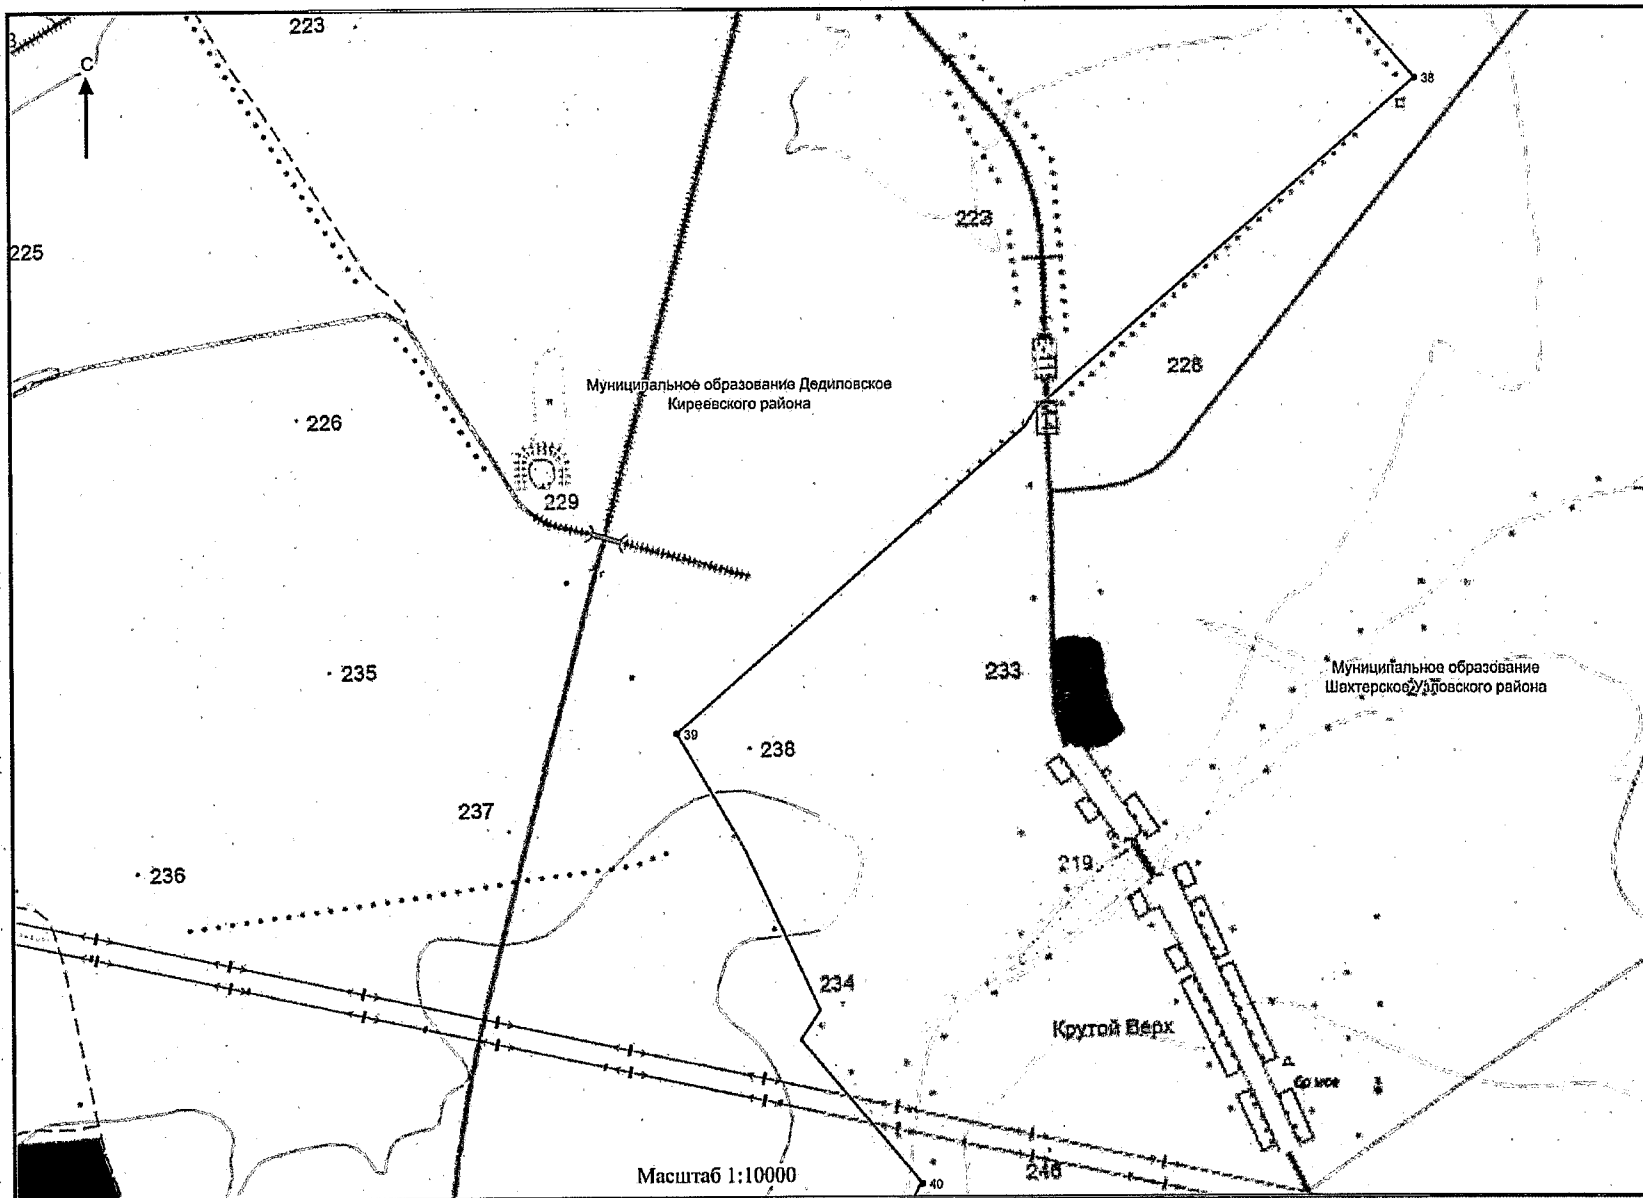 223
С
38
225
223
228
Муниципальное образование Дедиловское
Киреевского района
226
229
235
233
Муниципальное образование
Шахтерское Узловского района
39
238
237
219
236
234
Крутой Верх
Масштаб 1:10000
246
40